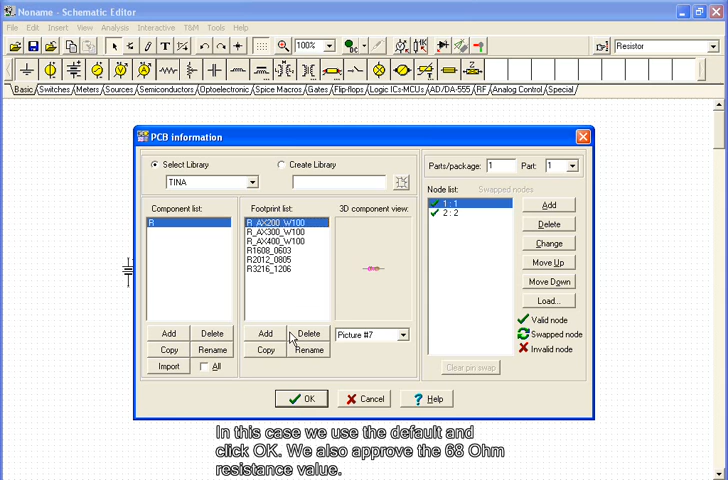 Noname - Schematic Editor
File Edit Insert View Analysis Interactive T&M Tools Help
100% Resistor
Basic Switches Meters Sources Semiconductors Optoelectronic Spice Macros Gates Flip-flops Logic ICs-MCUs AD/DA-555 RF Analog Control Special
PCB information
Select Library Create Library
TINA
Component list: Footprint list: 3D component view:
R
R_AX200_W100
R_AX300_W100
R_AX400_W100
R1608_0603
R2012_0805
R3216_1206
Add Delete Add Delete Picture #7
Copy Rename Copy Rename
Import All
Parts/package: 1 Part: 1
Node list: Swapped nodes
1 : 1
2 : 2
Add
Delete
Change
Move Up
Move Down
Load...
Valid node
Swapped node
Invalid node
Clear pin swap
OK Cancel Help
In this case we use the default and
click OK. We also approve the 68 Ohm
resistance value.